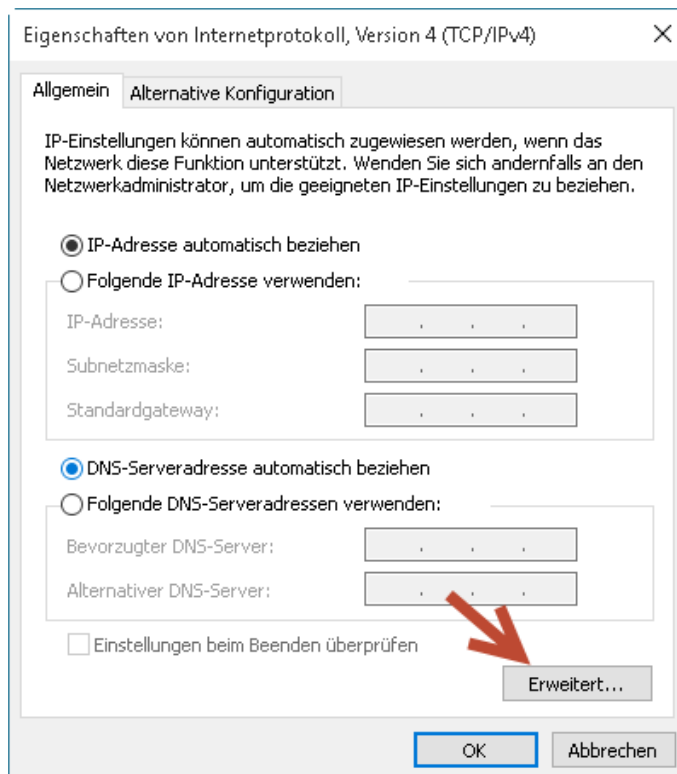 Eigenschaften von Internetprotokoll, Version 4 (TCP/IPv4)
Allgemein
Alternative Konfiguration
IP-Einstellungen können automatisch zugewiesen werden, wenn das
Netzwerk diese Funktion unterstützt. Wenden Sie sich andernfalls an den
Netzwerkadministrator, um die geeigneten IP-Einstellungen zu beziehen.
IP-Adresse automatisch beziehen
Folgende IP-Adresse verwenden:
IP-Adresse:
Subnetzmaske:
Standardgateway:
DNS-Serveradresse automatisch beziehen
Folgende DNS-Serveradressen verwenden:
Bevorzugter DNS-Server:
Alternativer DNS-Server:
Einstellungen beim Beenden überprüfen
Erweitert...
OK
Abbrechen